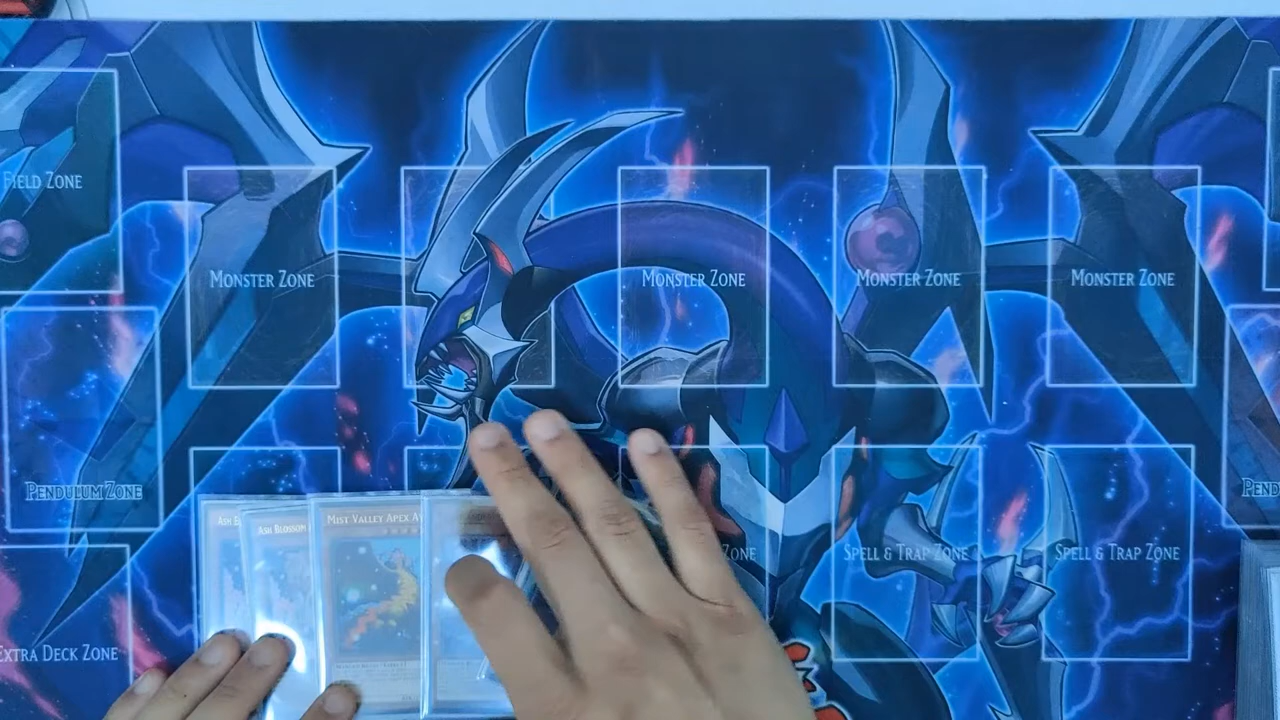 Field Zone
Monster Zone
Monster Zone
Monster Zone
Monster Zone
Pendulum Zone
Ash Blossom
Mist Valley Apex
Zone
Spell & Trap Zone
Spell & Trap Zone
Extra Deck Zone